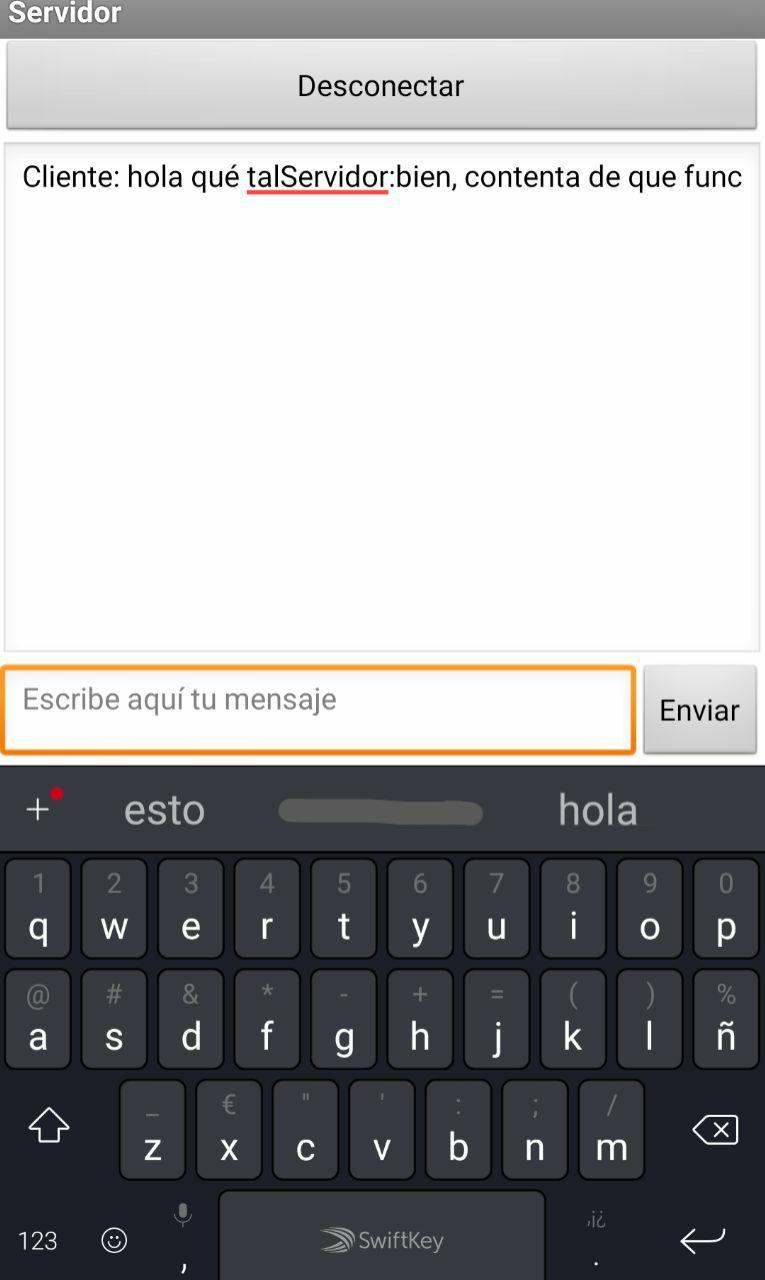 Servidor
Desconectar
Cliente: hola qué talServidor:bien, contenta de que func
Escribe aquí tu mensaje
Enviar
+ esto hola
1 2 3 4 5 6 7 8 9 0
q w e r t y u i o p
@ # & * - + = ( ) %
a s d f g h j k l ñ
_ € " ' : ; /
z x c v b n m
,¡¿
123 , SwiftKey .